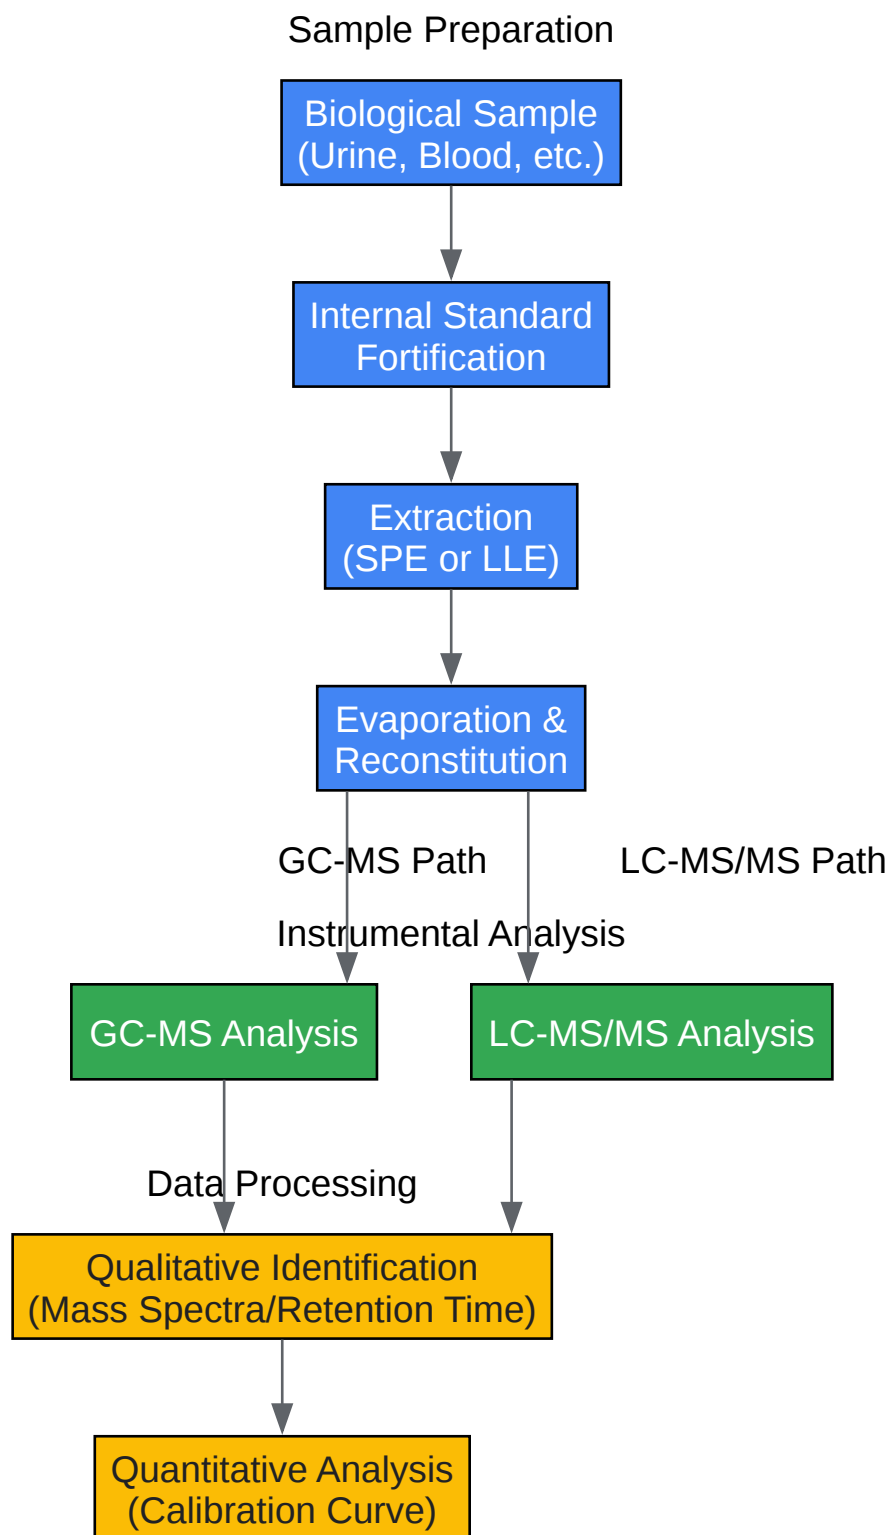 Sample Preparation
Biological Sample
(Urine, Blood, etc.)
Internal Standard
Fortification
Extraction
(SPE or LLE)
Evaporation &
Reconstitution
GC-MS Path
LC-MS/MS Path
Instrumental Analysis
GC-MS Analysis
LC-MS/MS Analysis
Data Processing
Qualitative Identification
(Mass Spectra/Retention Time)
Quantitative Analysis
(Calibration Curve)